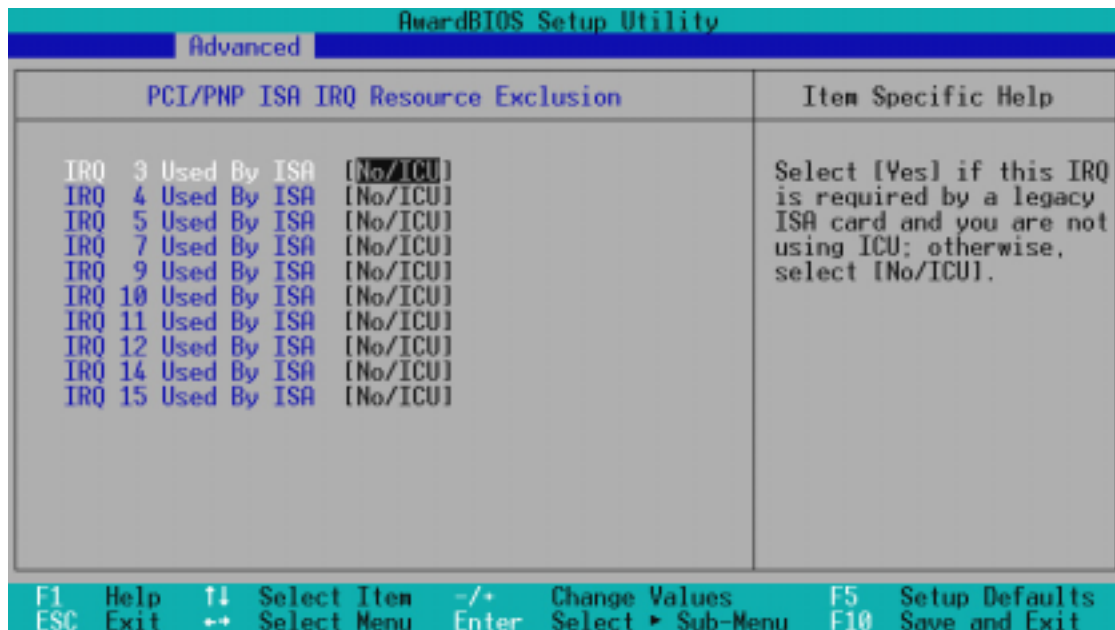 AwardBIOS Setup Utility
Advanced
PCI/PNP ISA IRQ Resource Exclusion
Item Specific Help
IRQ 3 Used By ISA [No/ICU]
IRQ 4 Used By ISA [No/ICU]
IRQ 5 Used By ISA [No/ICU]
IRQ 7 Used By ISA [No/ICU]
IRQ 9 Used By ISA [No/ICU]
IRQ 10 Used By ISA [No/ICU]
IRQ 11 Used By ISA [No/ICU]
IRQ 12 Used By ISA [No/ICU]
IRQ 14 Used By ISA [No/ICU]
IRQ 15 Used By ISA [No/ICU]
Select [Yes] if this IRQ
is required by a legacy
ISA card and you are not
using ICU; otherwise,
select [No/ICU].
F1 Help ↑↓ Select Item -/+ Change Values F5 Setup Defaults
ESC Exit ←→ Select Menu Enter Select ► Sub-Menu F10 Save and Exit